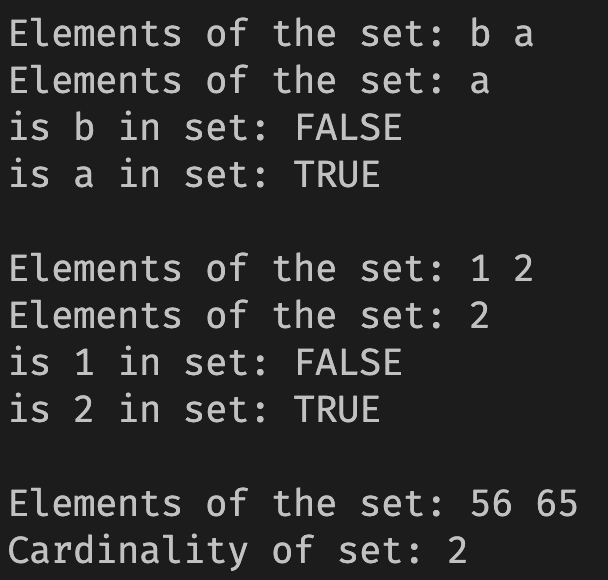 Elements of the set: b a
Elements of the set: a
is b in set: FALSE
is a in set: TRUE
Elements of the set: 1 2
Elements of the set: 2
is 1 in set: FALSE
is 2 in set: TRUE
Elements of the set: 56 65
Cardinality of set: 2